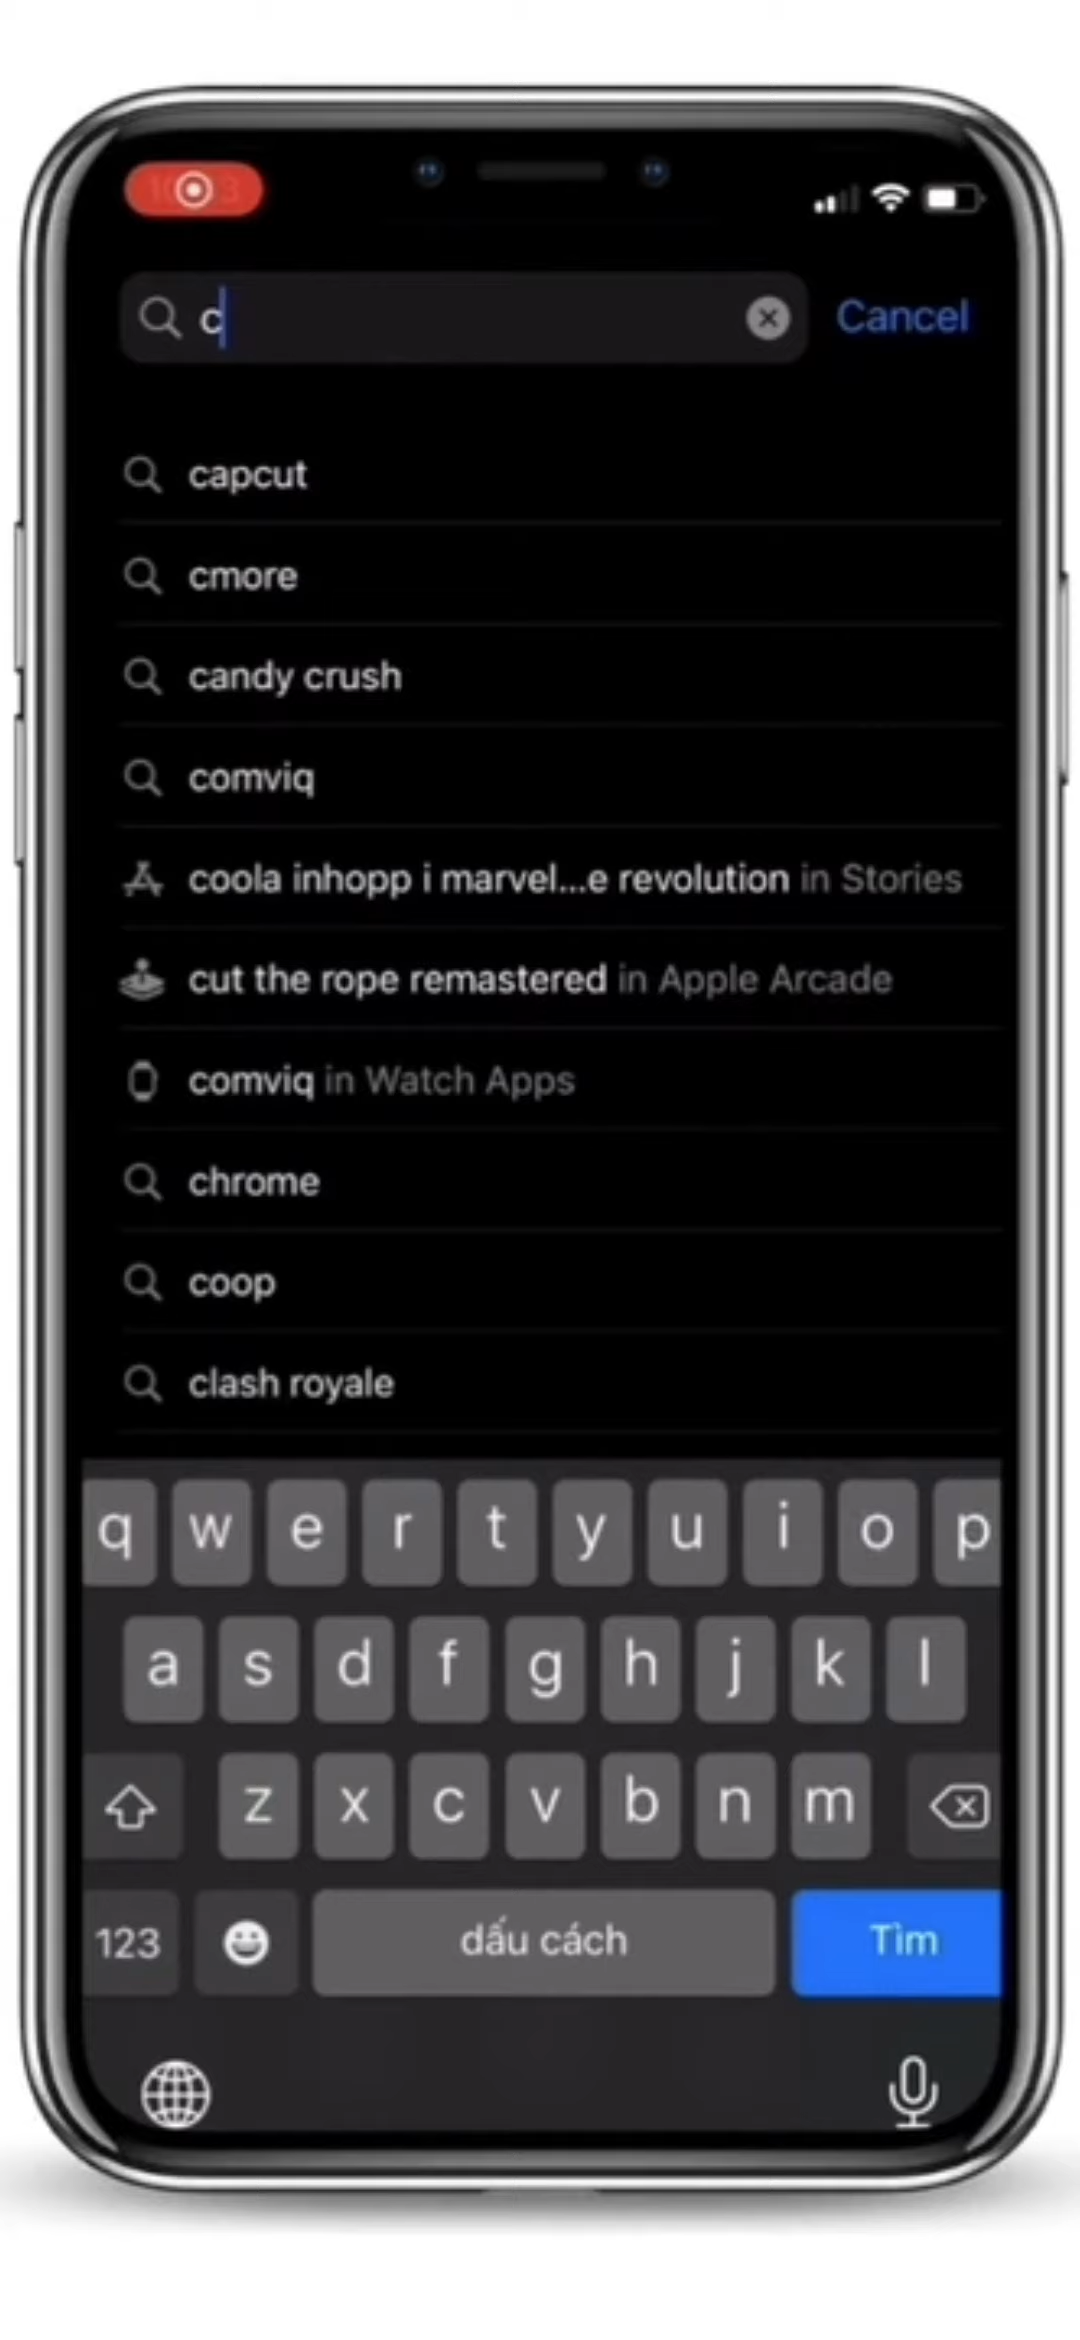 c
Cancel
capcut
cmore
candy crush
comviq
coola inhopp i marvel...e revolution in Stories
cut the rope remastered in Apple Arcade
comviq in Watch Apps
chrome
coop
clash royale
q w e r t y u i o p
a s d f g h j k l
z x c v b n m
123 dấu cách Tìm